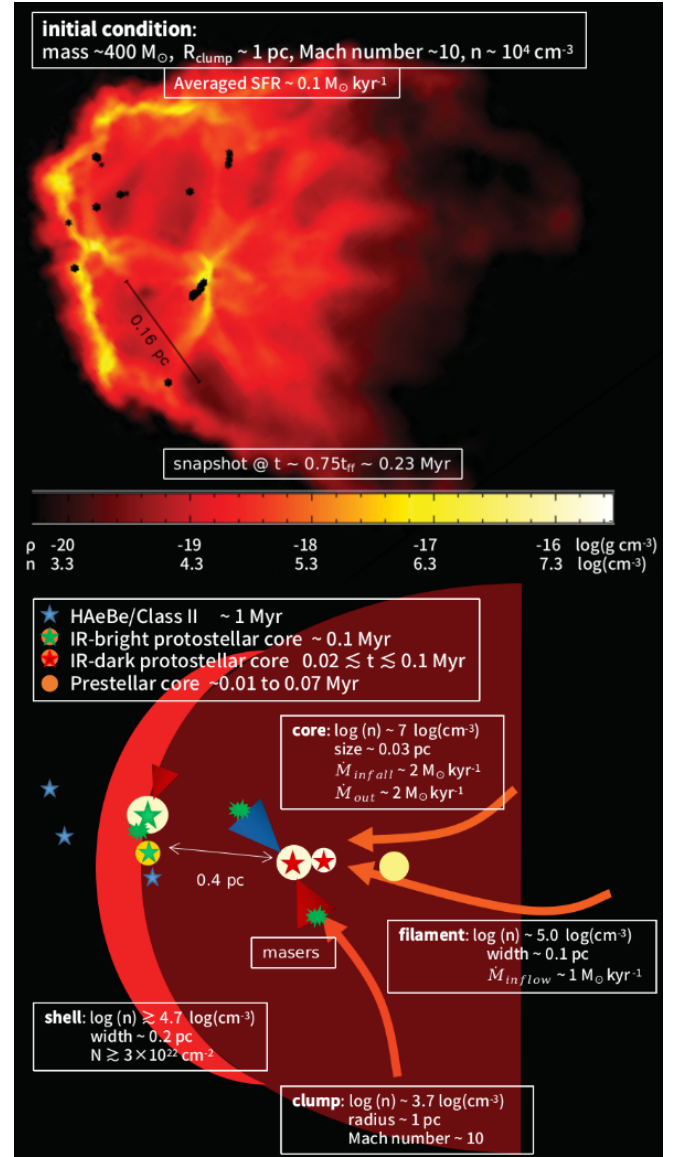 initial condition:
mass ~400 M☉, Rclump ~ 1 pc, Mach number ~10, n ~ 10⁴ cm⁻³
Averaged SFR ~ 0.1 M☉ kyr⁻¹
0.16 pc
snapshot @ t ~ 0.75tff ~ 0.23 Myr
ρ -20 -19 -18 -17 -16 log(g cm⁻³)
n 3.3 4.3 5.3 6.3 7.3 log(cm⁻³)
HAeBe/Class II ~ 1 Myr
IR-bright protostellar core ~ 0.1 Myr
IR-dark protostellar core 0.02 ≲ t ≲ 0.1 Myr
Prestellar core ~0.01 to 0.07 Myr
core: log (n) ~ 7 log(cm⁻³)
size ~ 0.03 pc
Ṁinfall ~ 2 M☉ kyr⁻¹
Ṁout ~ 2 M☉ kyr⁻¹
0.4 pc
masers
filament: log (n) ~ 5.0 log(cm⁻³)
width ~ 0.1 pc
Ṁinflow ~ 1 M☉ kyr⁻¹
shell: log (n) ≳ 4.7 log(cm⁻³)
width ~ 0.2 pc
N ≳ 3×10²² cm⁻²
clump: log (n) ~ 3.7 log(cm⁻³)
radius ~ 1 pc
Mach number ~ 10